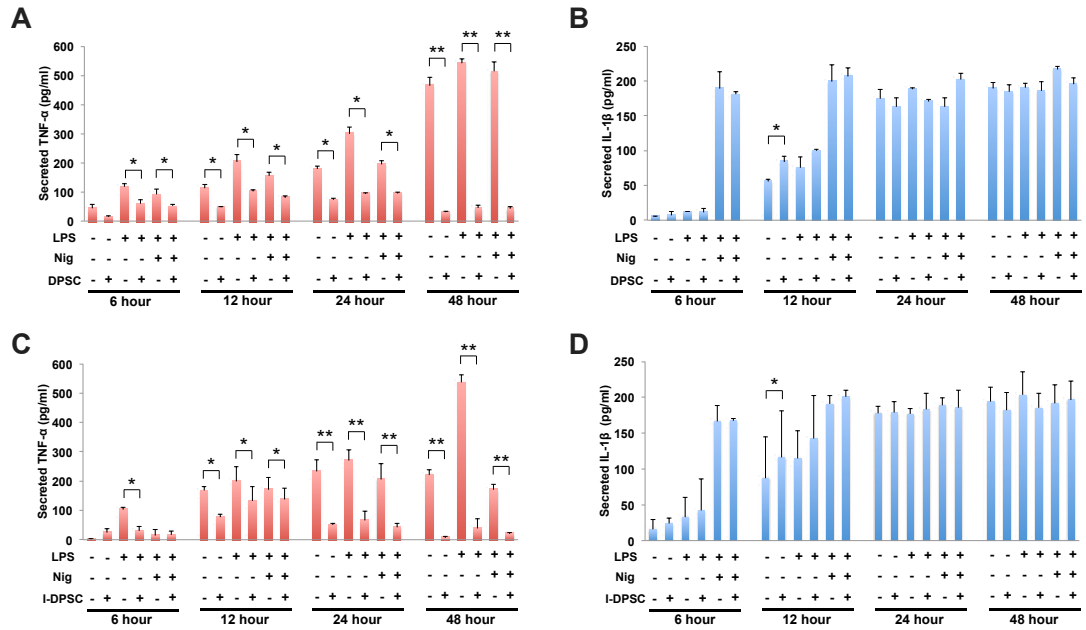 A
** ** **
* * *
* * *
* *
Secreted TNF-α (pg/ml)
600
500
400
300
200
100
0
LPS - - + + + + - - + + + + - - + + + + - - + + + +
Nig - - - - + + - - - - + + - - - - + + - - - - + +
DPSC - + - + - + - + - + - + - + - + - + - + - + - +
6 hour 12 hour 24 hour 48 hour
B
*
Secreted IL-1β (pg/ml)
250
200
150
100
50
0
LPS - - + + + + - - + + + + - - + + + + - - + + + +
Nig - - - - + + - - - - + + - - - - + + - - - - + +
DPSC - + - + - + - + - + - + - + - + - + - + - + - +
6 hour 12 hour 24 hour 48 hour
C
** ** **
** ** **
* * *
*
Secreted TNF-α (pg/ml)
600
500
400
300
200
100
0
LPS - - + + + + - - + + + + - - + + + + - - + + + +
Nig - - - - + + - - - - + + - - - - + + - - - - + +
I-DPSC - + - + - + - + - + - + - + - + - + - + - + - +
6 hour 12 hour 24 hour 48 hour
D
*
Secreted IL-1β (pg/ml)
250
200
150
100
50
0
LPS - - + + + + - - + + + + - - + + + + - - + + + +
Nig - - - - + + - - - - + + - - - - + + - - - - + +
I-DPSC - + - + - + - + - + - + - + - + - + - + - + - +
6 hour 12 hour 24 hour 48 hour